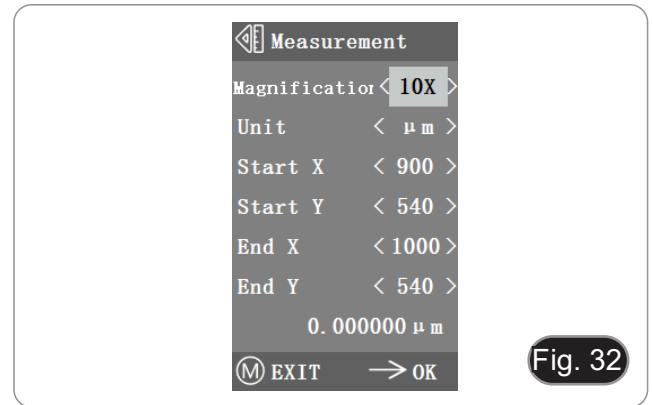 Measurement
Magnification < 10X >
Unit < μm >
Start X < 900 >
Start Y < 540 >
End X < 1000 >
End Y < 540 >
0.000000 μm
M EXIT → OK
Fig. 32